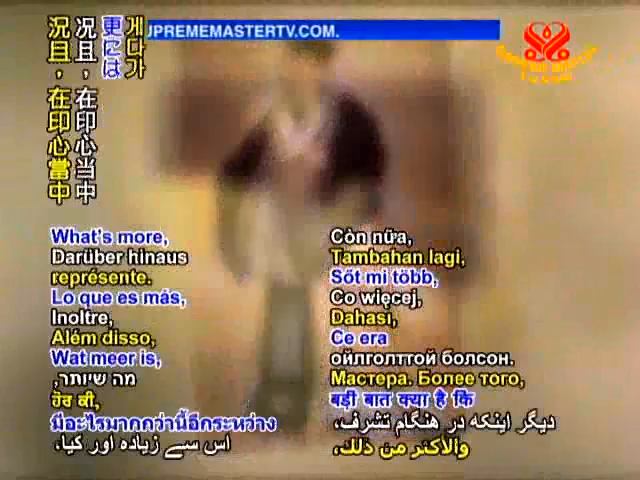 UPREMEMASTERTV.COM.
게다가
更には
况且，在印心当中
況且，在印心當中
What's more,
Darüber hinaus
représente.
Lo que es más,
Inoltre,
Além disso,
Wat meer is,
מה שיותר,
ਹੋਰ ਕੀ,
มีอะไรมากกว่านี้อีกระหว่าง
اس سے زیادہ اور کیا،
Còn nữa,
Tambahan lagi,
Sőt mi több,
Co więcej,
Dahası,
Ce era
ойлголттой болсон.
Мастера. Более того,
बड़ी बात क्या है कि
دیگر اینکه در هنگام تشرف،
والأكثر من ذلك،